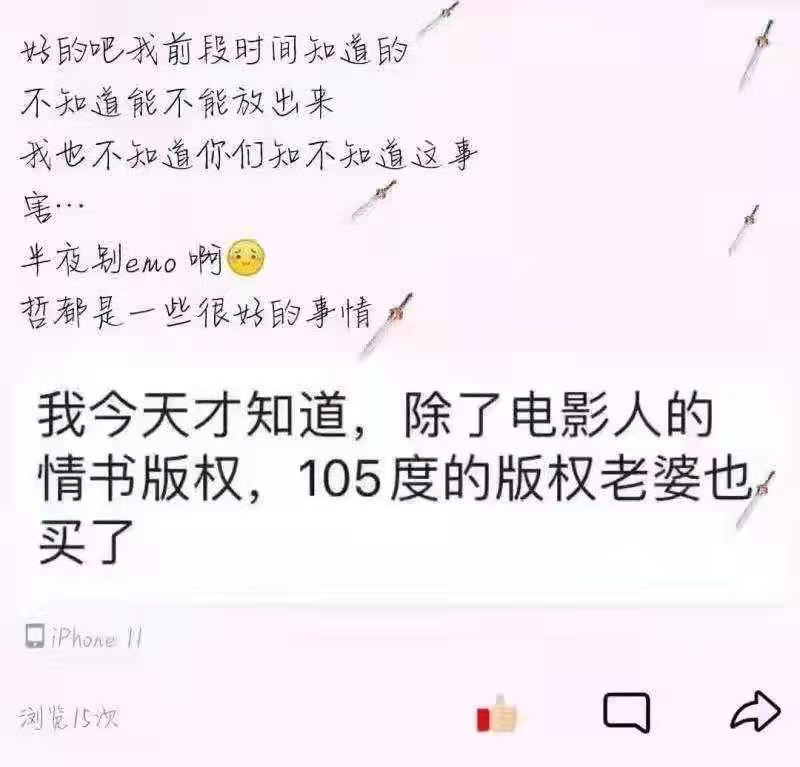 好的吧我前段时间知道的
不知道能不能放出来
我也不知道你们知不知道这事
害…
半夜别emo 啊
哲都是一些很好的事情
我今天才知道，除了电影人的
情书版权，105度的版权老婆也
买了
iPhone 11
浏览15次